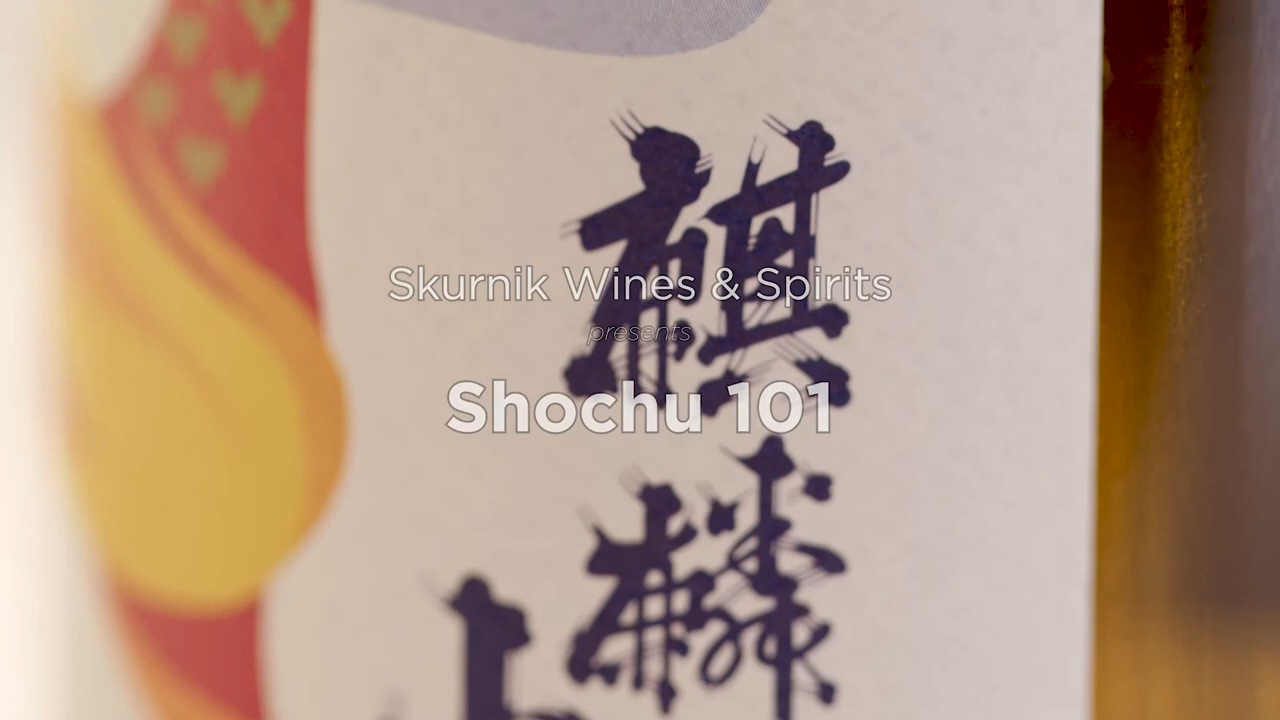 Skurnik Wines & Spirits
presents
Shochu 101
麒
麟